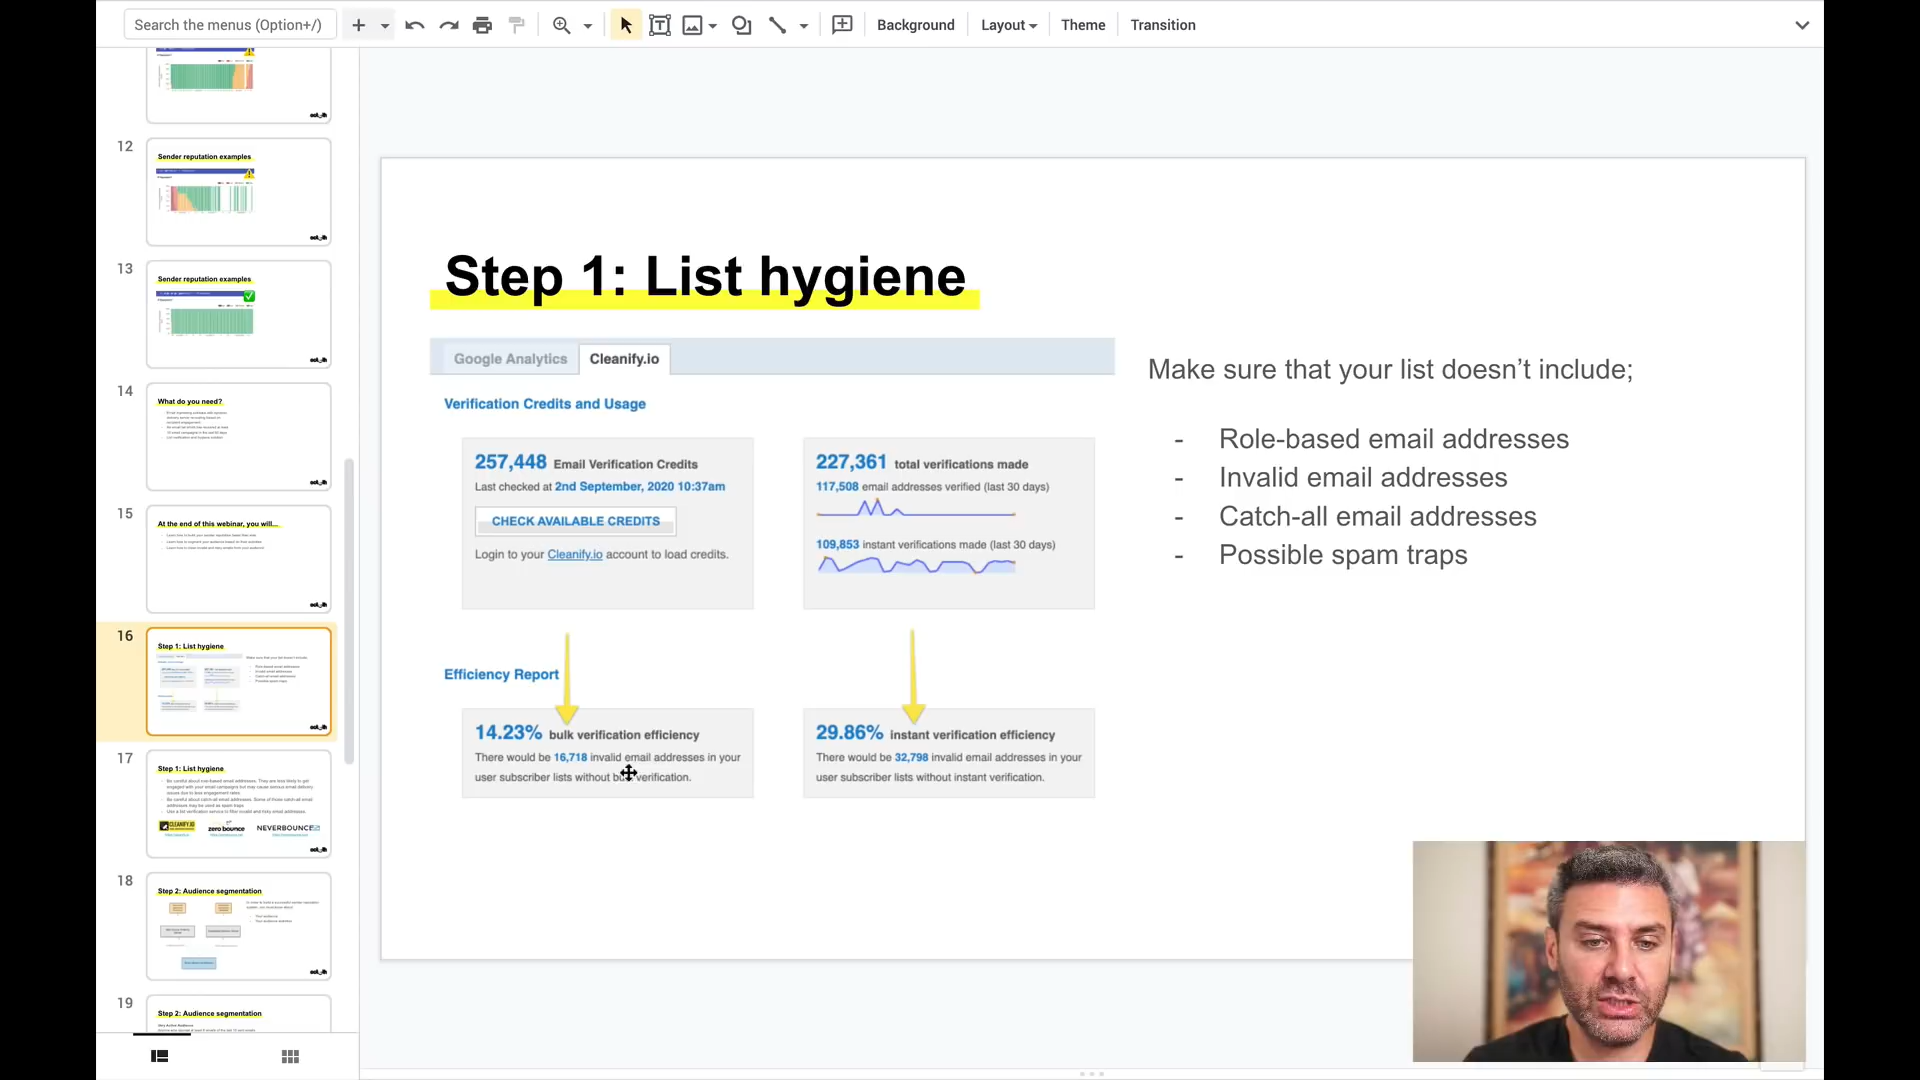 Search the menus (Option+/)
Background
Layout
Theme
Transition
12
Sender reputation examples
13
Sender reputation examples
14
What do you need?
15
At the end of this webinar, you will...
16
Step 1: List hygiene
17
Step 1: List hygiene
CLEANIFY.IO
zero bounce
NEVERBOUNCE
18
Step 2: Audience segmentation
19
Step 2: Audience segmentation
Step 1: List hygiene
Google Analytics
Cleanify.io
Verification Credits and Usage
257,448 Email Verification Credits
Last checked at 2nd September, 2020 10:37am
CHECK AVAILABLE CREDITS
Login to your Cleanify.io account to load credits.
227,361 total verifications made
117,508 email addresses verified (last 30 days)
109,853 instant verifications made (last 30 days)
Efficiency Report
14.23% bulk verification efficiency
There would be 16,718 invalid email addresses in your
user subscriber lists without bulk verification.
29.86% instant verification efficiency
There would be 32,798 invalid email addresses in your
user subscriber lists without instant verification.
Make sure that your list doesn’t include;
- Role-based email addresses
- Invalid email addresses
- Catch-all email addresses
- Possible spam traps